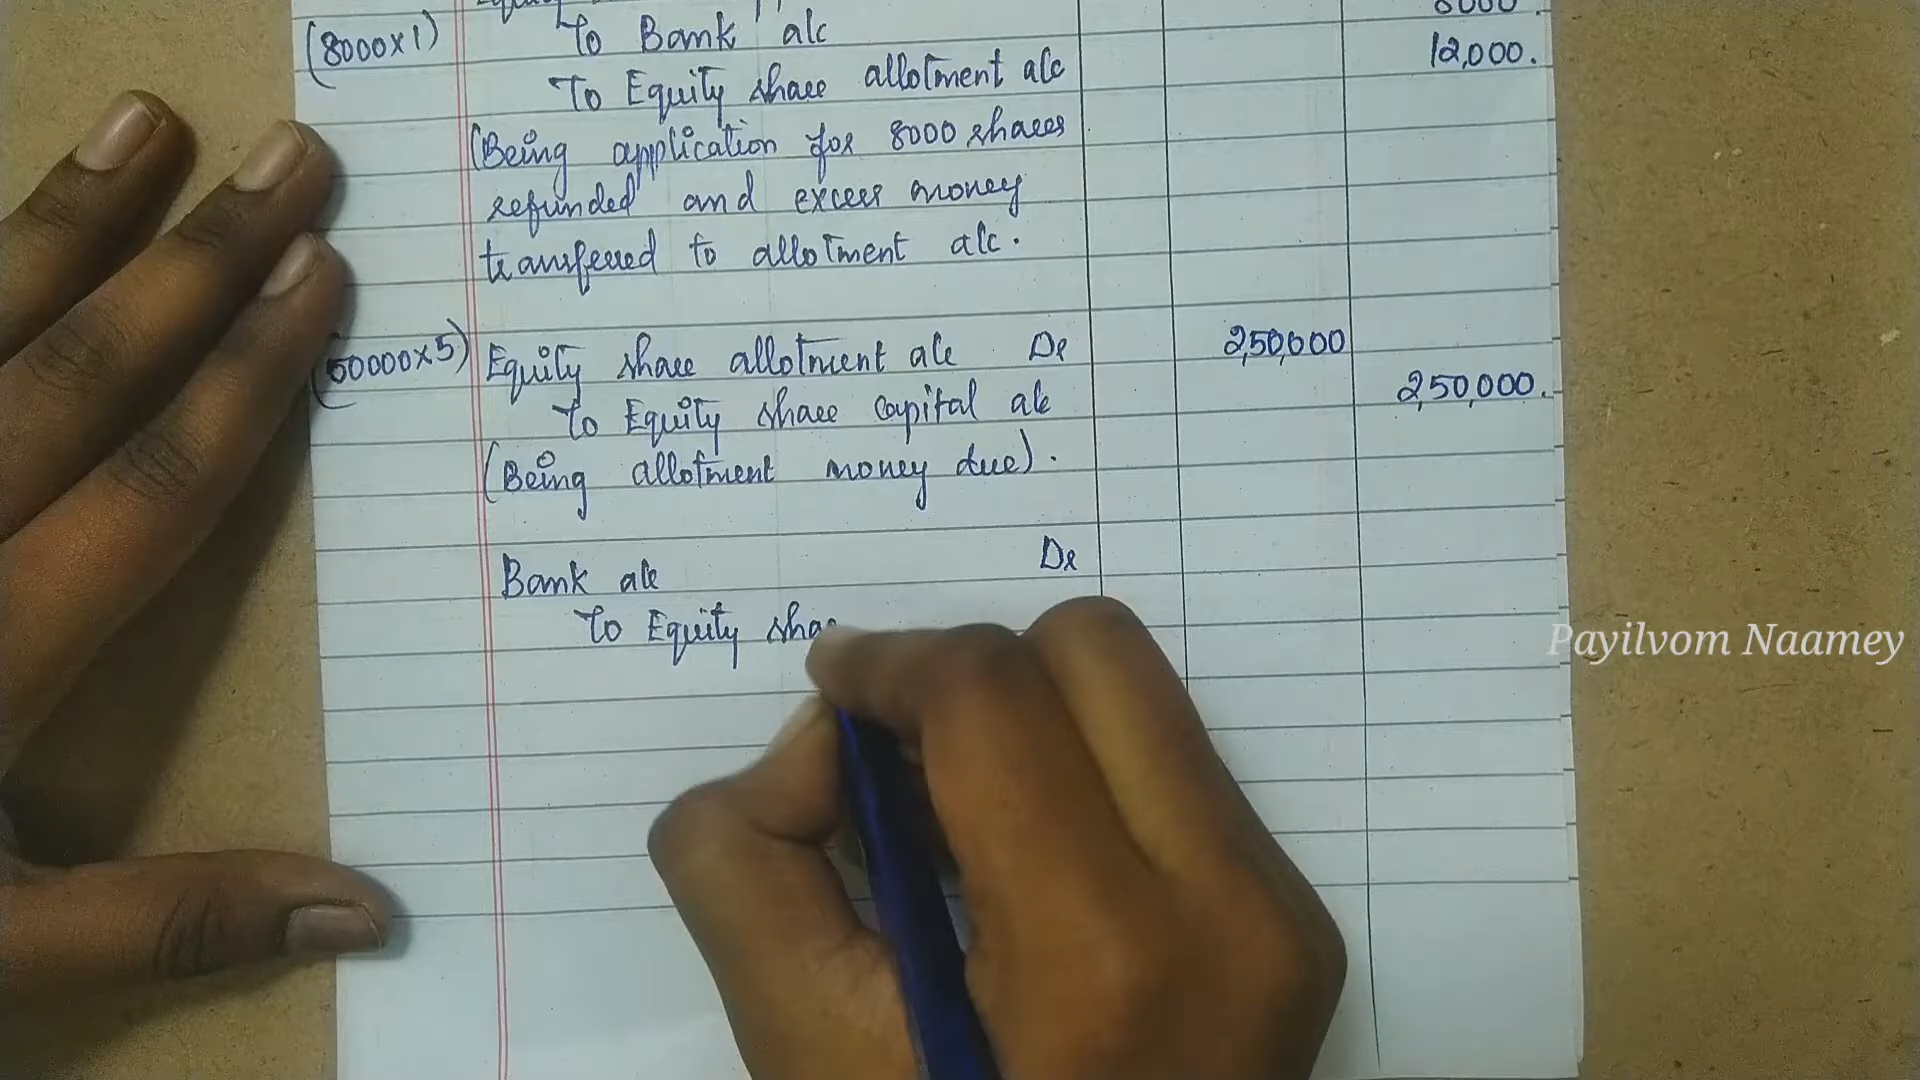 8000.
(8000x1) To Bank a/c
12,000.
To Equity share allotment a/c
(Being application for 8000 shares
refunded and excess money
transferred to allotment a/c.
(50000x5) Equity share allotment a/c Dr 2,50,000
To Equity share capital a/c 2,50,000.
(Being allotment money due).
Bank a/c Dr
To Equity sha
Payilvom Naamey